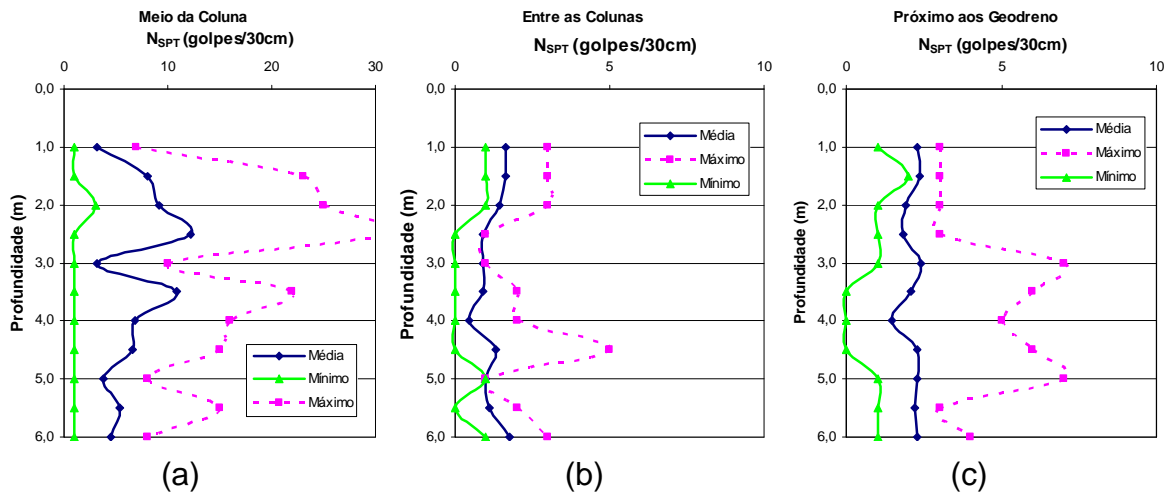 Meio da Coluna
N_SPT (golpes/30cm)
0 10 20 30
0,0
1,0
2,0
3,0
4,0
5,0
6,0
Profundidade (m)
Média
Mínimo
Máximo
(a)
Entre as Colunas
N_SPT (golpes/30cm)
0 5 10
0,0
1,0
2,0
3,0
4,0
5,0
6,0
Profundidade (m)
Média
Máximo
Mínimo
(b)
Próximo aos Geodreno
N_SPT (golpes/30cm)
0 5 10
0,0
1,0
2,0
3,0
4,0
5,0
6,0
Profundidade (m)
Média
Máximo
Mínimo
(c)